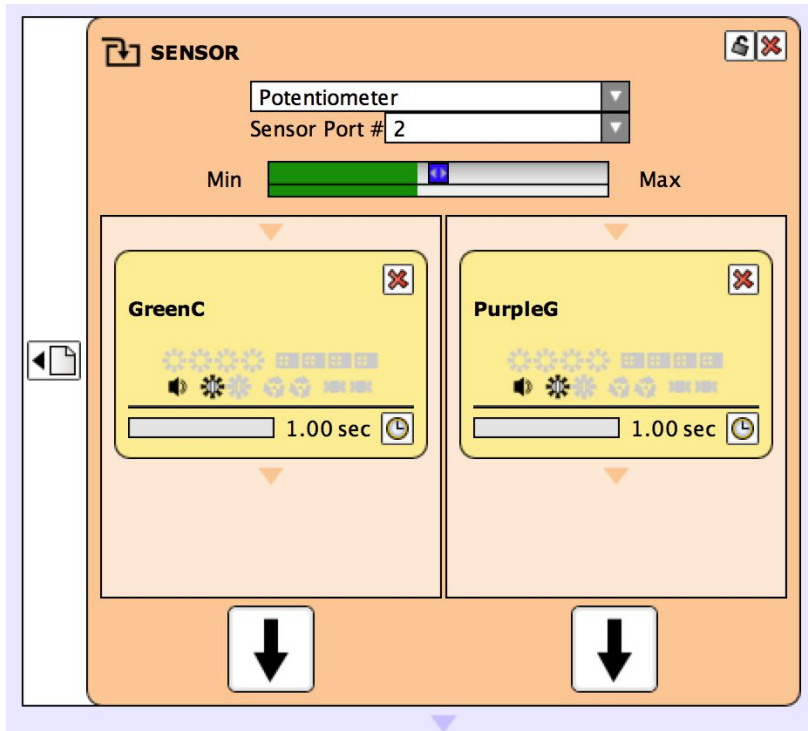 SENSOR
Potentiometer
Sensor Port # 2
Min Max
GreenC PurpleG
1.00 sec 1.00 sec